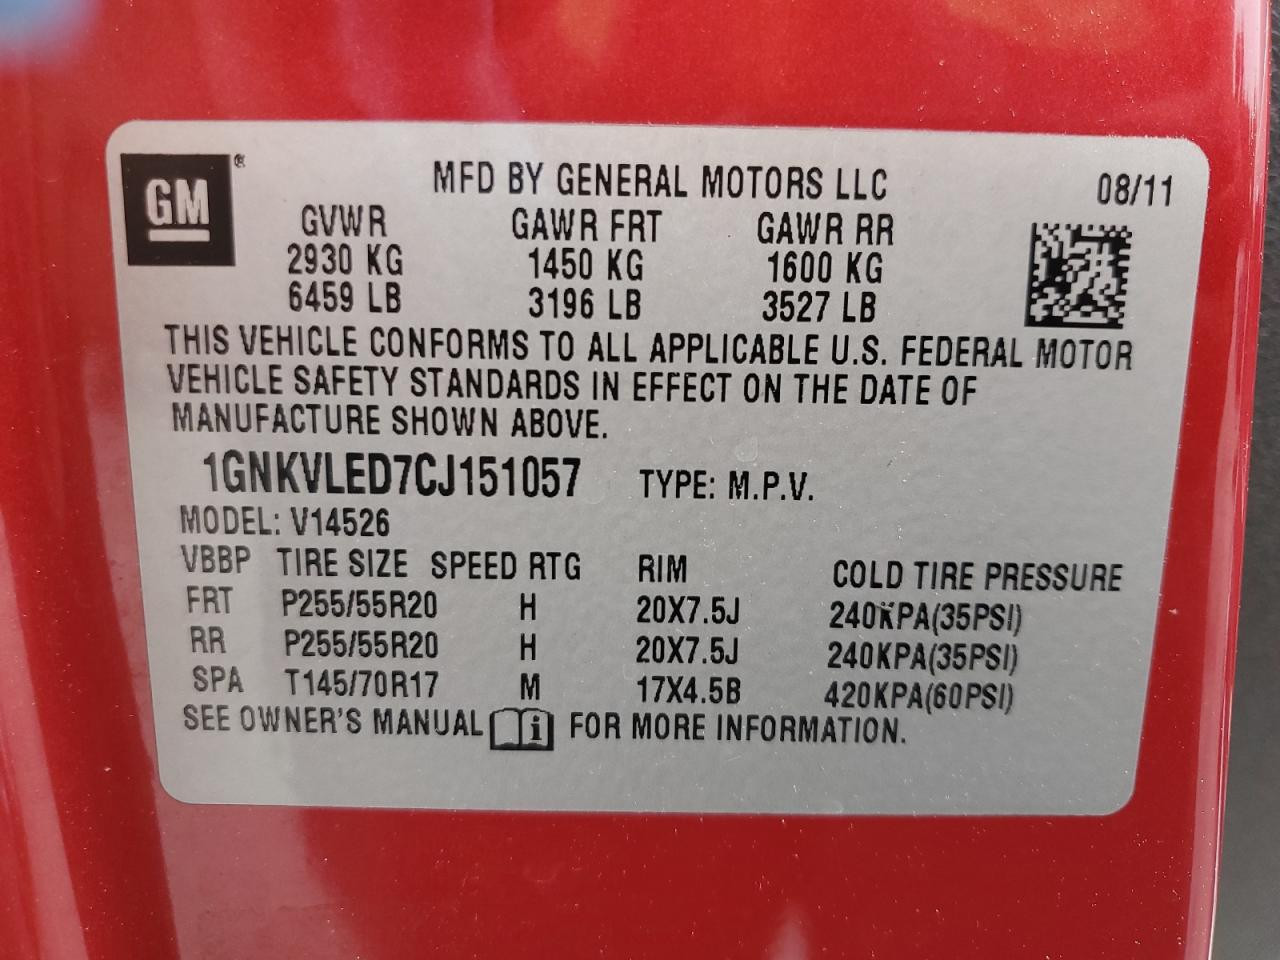 GM ®
MFD BY GENERAL MOTORS LLC 08/11
GVWR GAWR FRT GAWR RR
2930 KG 1450 KG 1600 KG
6459 LB 3196 LB 3527 LB
THIS VEHICLE CONFORMS TO ALL APPLICABLE U.S. FEDERAL MOTOR
VEHICLE SAFETY STANDARDS IN EFFECT ON THE DATE OF
MANUFACTURE SHOWN ABOVE.
1GNKVLED7CJ151057 TYPE: M.P.V.
MODEL: V14526
VBBP TIRE SIZE SPEED RTG RIM COLD TIRE PRESSURE
FRT P255/55R20 H 20X7.5J 240KPA(35PSI)
RR P255/55R20 H 20X7.5J 240KPA(35PSI)
SPA T145/70R17 M 17X4.5B 420KPA(60PSI)
SEE OWNER'S MANUAL i FOR MORE INFORMATION.